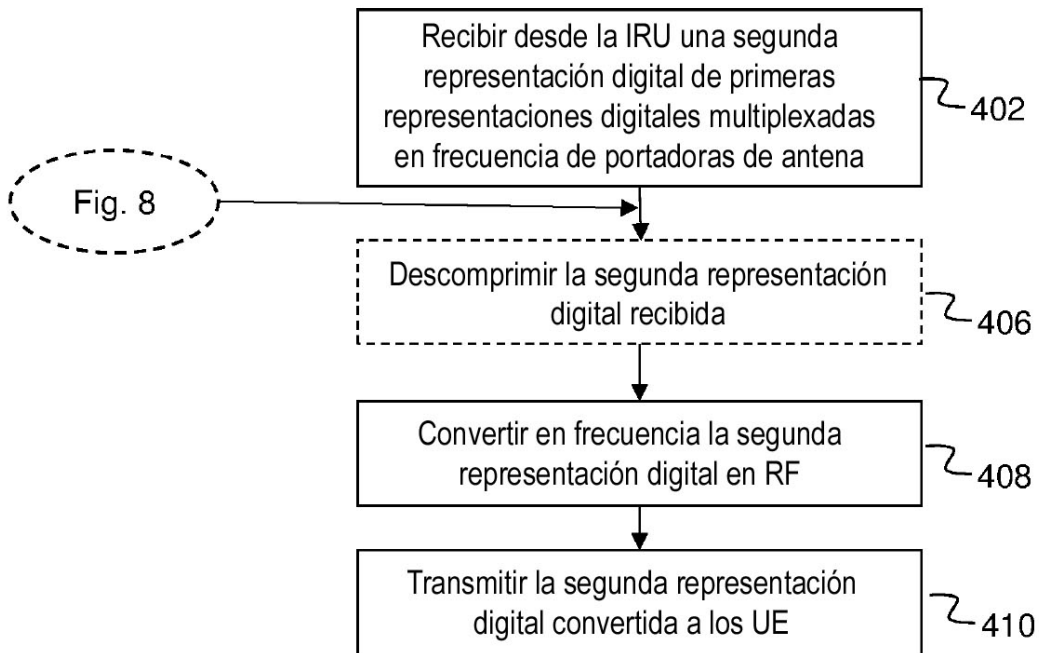 Recibir desde la IRU una segunda
representación digital de primeras
representaciones digitales multiplexadas
en frecuencia de portadoras de antena
402
Fig. 8
Descomprimir la segunda representación
digital recibida
406
Convertir en frecuencia la segunda
representación digital en RF
408
Transmitir la segunda representación
digital convertida a los UE
410